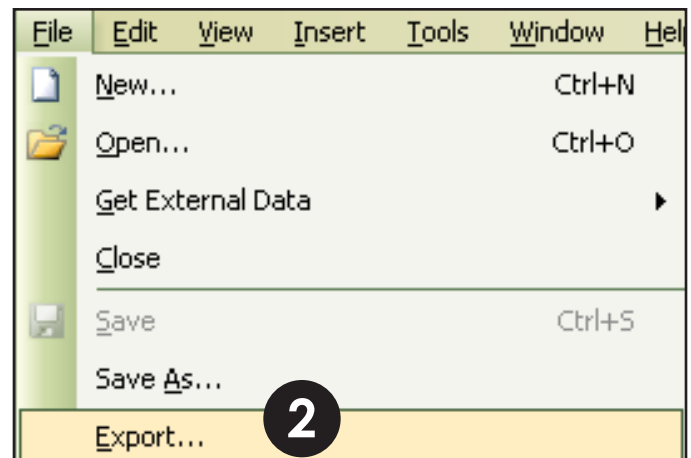 File Edit View Insert Tools Window Hel
New... Ctrl+N
Open... Ctrl+O
Get External Data
Close
Save Ctrl+S
Save As...
Export... 2